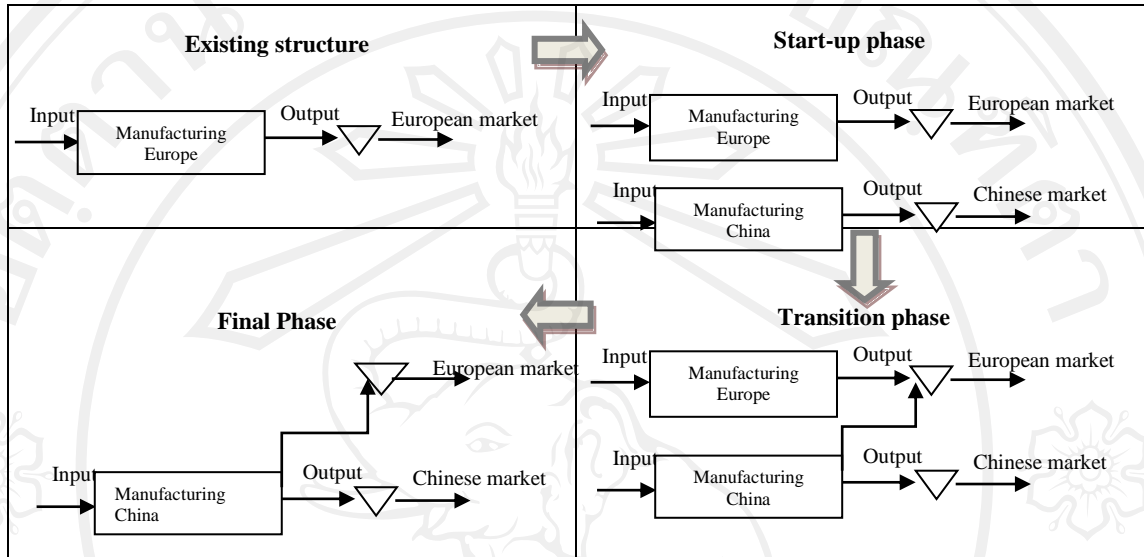 Existing structure
Input
Manufacturing
Europe
Output
European market
Start-up phase
Input
Manufacturing
Europe
Output
European market
Input
Manufacturing
China
Output
Chinese market
Final Phase
European market
Input
Manufacturing
China
Output
Chinese market
Transition phase
Input
Manufacturing
Europe
Output
European market
Input
Manufacturing
China
Output
Chinese market